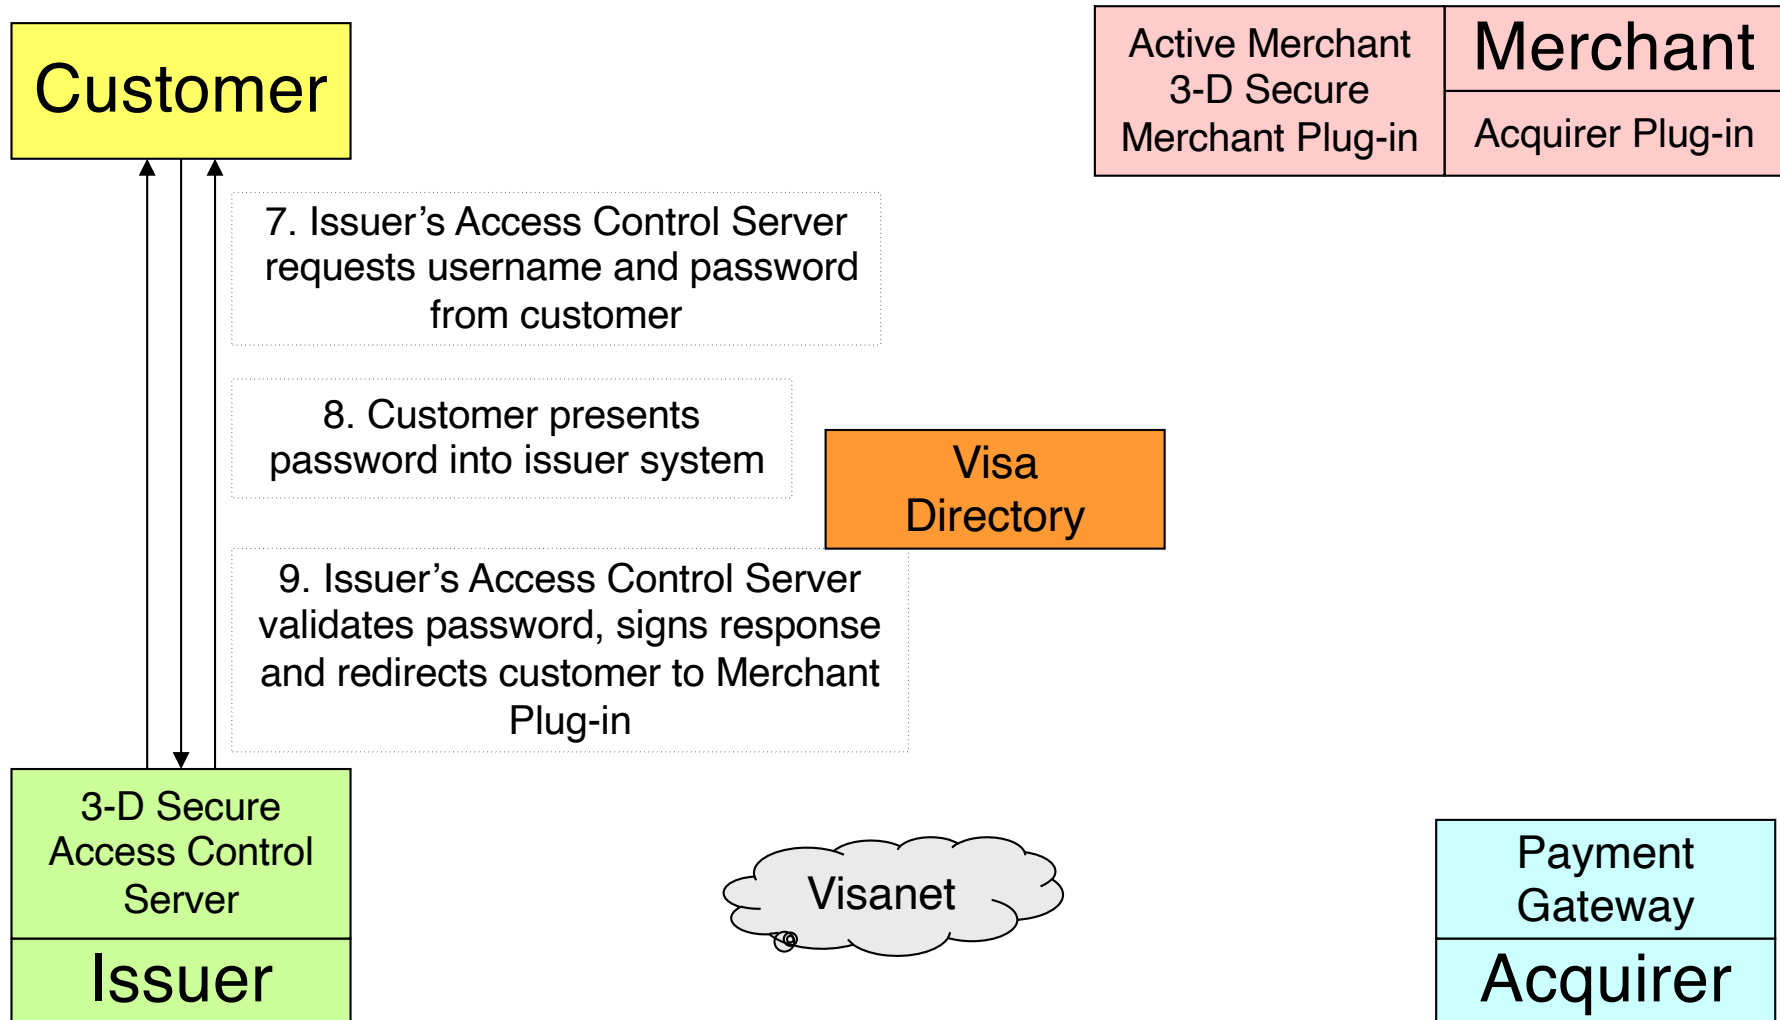 Customer
Active Merchant
3-D Secure
Merchant Plug-in
Merchant
Acquirer Plug-in
7. Issuer’s Access Control Server
requests username and password
from customer
8. Customer presents
password into issuer system
Visa
Directory
9. Issuer’s Access Control Server
validates password, signs response
and redirects customer to Merchant
Plug-in
3-D Secure
Access Control
Server
Issuer
Visanet
Payment
Gateway
Acquirer